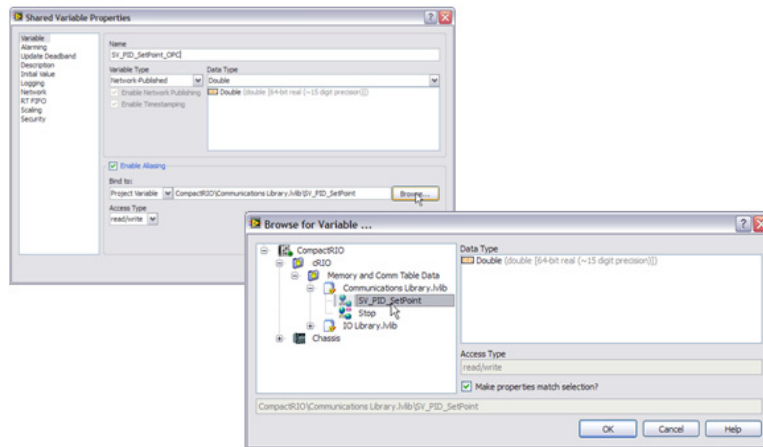 Shared Variable Properties
Variable
Alarming
Update Deadband
Description
Initial Value
Logging
Network
RT FIFO
Scaling
Security
Name
SV_PID_SetPoint_OPC
Variable Type
Data Type
Network-Published
Double
Enable Network Publishing
Double (double [64-bit real (~15 digit precision)])
Enable Timestamping
Enable Aliasing
Bind to:
Project Variable
CompactRIO\Communications Library.lvlib\SV_PID_SetPoint
Browse...
Access Type
read/write
Browse for Variable ...
CompactRIO
cRIO
Memory and Comm Table Data
Communications Library.lvlib
SV_PID_SetPoint
Stop
IO Library.lvlib
Chassis
Data Type
Double (double [64-bit real (~15 digit precision)])
Access Type
read/write
Make properties match selection?
CompactRIO\Communications Library.lvlib\SV_PID_SetPoint
OK
Cancel
Help